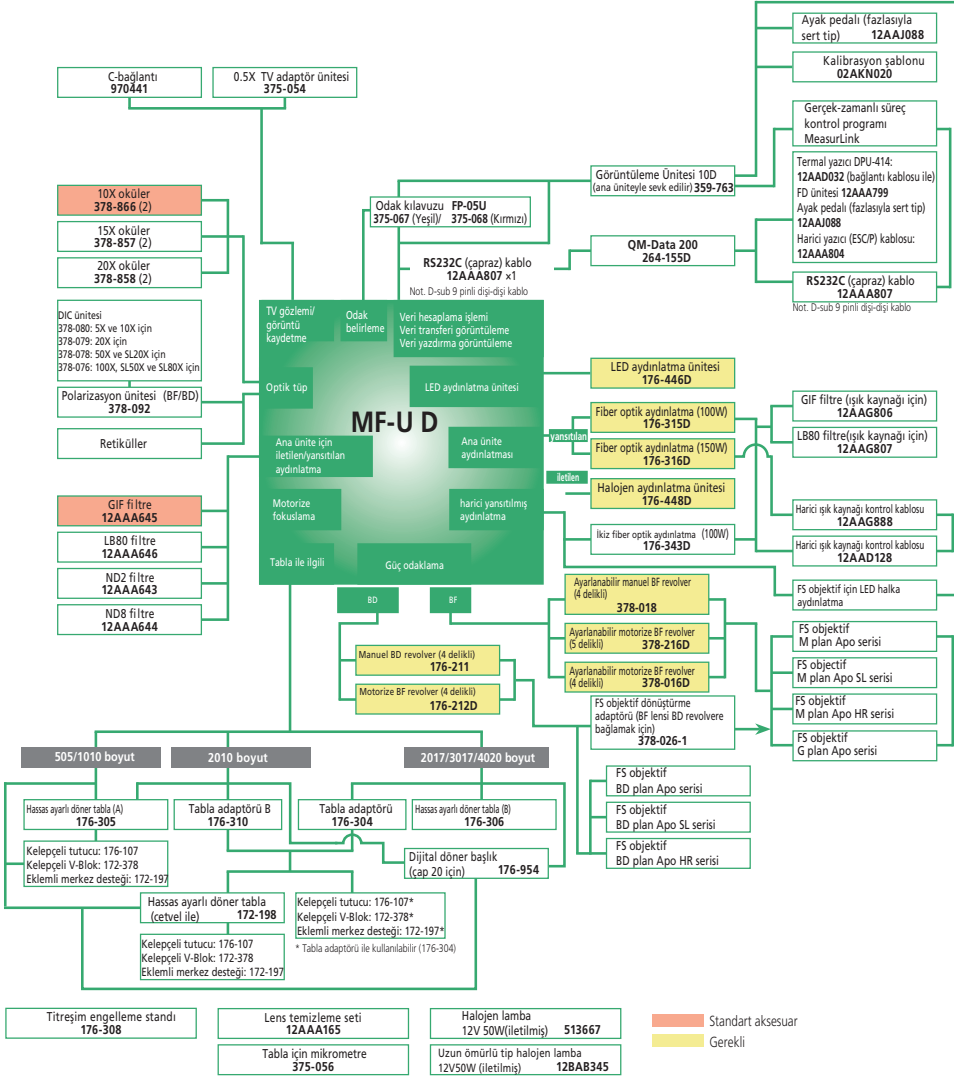 Ayak pedalı (fazlasıyla
sert tip) 12AAJ088
Kalibrasyon şablonu
02AKN020
C-bağlantı
970441
0.5X TV adaptör ünitesi
375-054
Gerçek-zamanlı süreç
kontrol programı
MeasurLink
Termal yazıcı DPU-414:
12AAD032 (bağlantı kablosu ile)
FD ünitesi 12AAA799
Ayak pedalı (fazlasıyla sert tip)
12AAJ088
Harici yazıcı (ESC/P) kablosu:
12AAA804
RS232C (çapraz) kablo
12AAA807
Not. D-sub 9 pinli dişi-dişi kablo
Görüntüleme Ünitesi 10D
(ana üniteyle sevk edilir) 359-763
Odak kılavuzu FP-05U
375-067 (Yeşil)/ 375-068 (Kırmızı)
QM-Data 200
264-155D
RS232C (çapraz) kablo
12AAA807 ×1
Not. D-sub 9 pinli dişi-dişi kablo
10X oküler
378-866 (2)
15X oküler
378-857 (2)
20X oküler
378-858 (2)
DIC ünitesi
378-080: 5X ve 10X için
378-079: 20X için
378-078: 50X ve SL20X için
378-076: 100X, SL50X ve SL80X için
Polarizasyon ünitesi (BF/BD)
378-092
Retiküller
GIF filtre
12AAA645
LB80 filtre
12AAA646
ND2 filtre
12AAA643
ND8 filtre
12AAA644
TV gözlemi/
görüntü
kaydetme
Odak
belirleme
Veri hesaplama işlemi
Veri transferi görüntüleme
Veri yazdırma görüntüleme
Optik tüp
LED aydınlatma ünitesi
MF-U D
Ana ünite için
iletilen/yansıtılan
aydınlatma
Ana ünite
aydınlatması
Motorize
fokuslama
harici yansıtılmış
aydınlatma
Tabla ile ilgili
Güç odaklama
BD
BF
yansıtılan
iletilen
LED aydınlatma ünitesi
176-446D
Fiber optik aydınlatma (100W)
176-315D
Fiber optik aydınlatma (150W)
176-316D
Halojen aydınlatma ünitesi
176-448D
İkiz fiber optik aydınlatma (100W)
176-343D
GIF filtre (ışık kaynağı için)
12AAG806
LB80 filtre(ışık kaynağı için)
12AAG807
Harici ışık kaynağı kontrol kablosu
12AAG888
Harici ışık kaynağı kontrol kablosu
12AAD128
FS objektif için LED halka
aydınlatma
Ayarlanabilir manuel BF revolver
(4 delikli)
378-018
Ayarlanabilir motorize BF revolver
(5 delikli) 378-216D
Ayarlanabilir motorize BF revolver
(4 delikli) 378-016D
Manuel BD revolver (4 delikli)
176-211
Motorize BF revolver (4 delikli)
176-212D
FS objektif dönüştürme
adaptörü (BF lensi BD revolvere
bağlamak için)
378-026-1
FS objektif
M plan Apo serisi
FS objectif
M plan Apo SL serisi
FS objektif
M plan Apo HR serisi
FS objektif
G plan Apo serisi
FS objektif
BD plan Apo serisi
FS objektif
BD plan Apo SL serisi
FS objektif
BD plan Apo HR serisi
505/1010 boyut
2010 boyut
2017/3017/4020 boyut
Hassas ayarlı döner tabla (A)
176-305
Tabla adaptörü B
176-310
Tabla adaptörü
176-304
Hassas ayarlı döner tabla (B)
176-306
Kelepçeli tutucu: 176-107
Kelepçeli V-Blok: 172-378
Eklemli merkez desteği: 172-197
Dijital döner başlık
(çap 20 için) 176-954
Hassas ayarlı döner tabla
(cetvel ile) 172-198
Kelepçeli tutucu: 176-107*
Kelepçeli V-Blok: 172-378*
Eklemli merkez desteği: 172-197*
* Tabla adaptörü ile kullanılabilir (176-304)
Kelepçeli tutucu: 176-107
Kelepçeli V-Blok: 172-378
Eklemli merkez desteği: 172-197
Titreşim engelleme standı
176-308
Lens temizleme seti
12AAA165
Halojen lamba
12V 50W(iletilmiş) 513667
Tabla için mikrometre
375-056
Uzun ömürlü tip halojen lamba
12V50W (iletilmiş) 12BAB345
Standart aksesuar
Gerekli